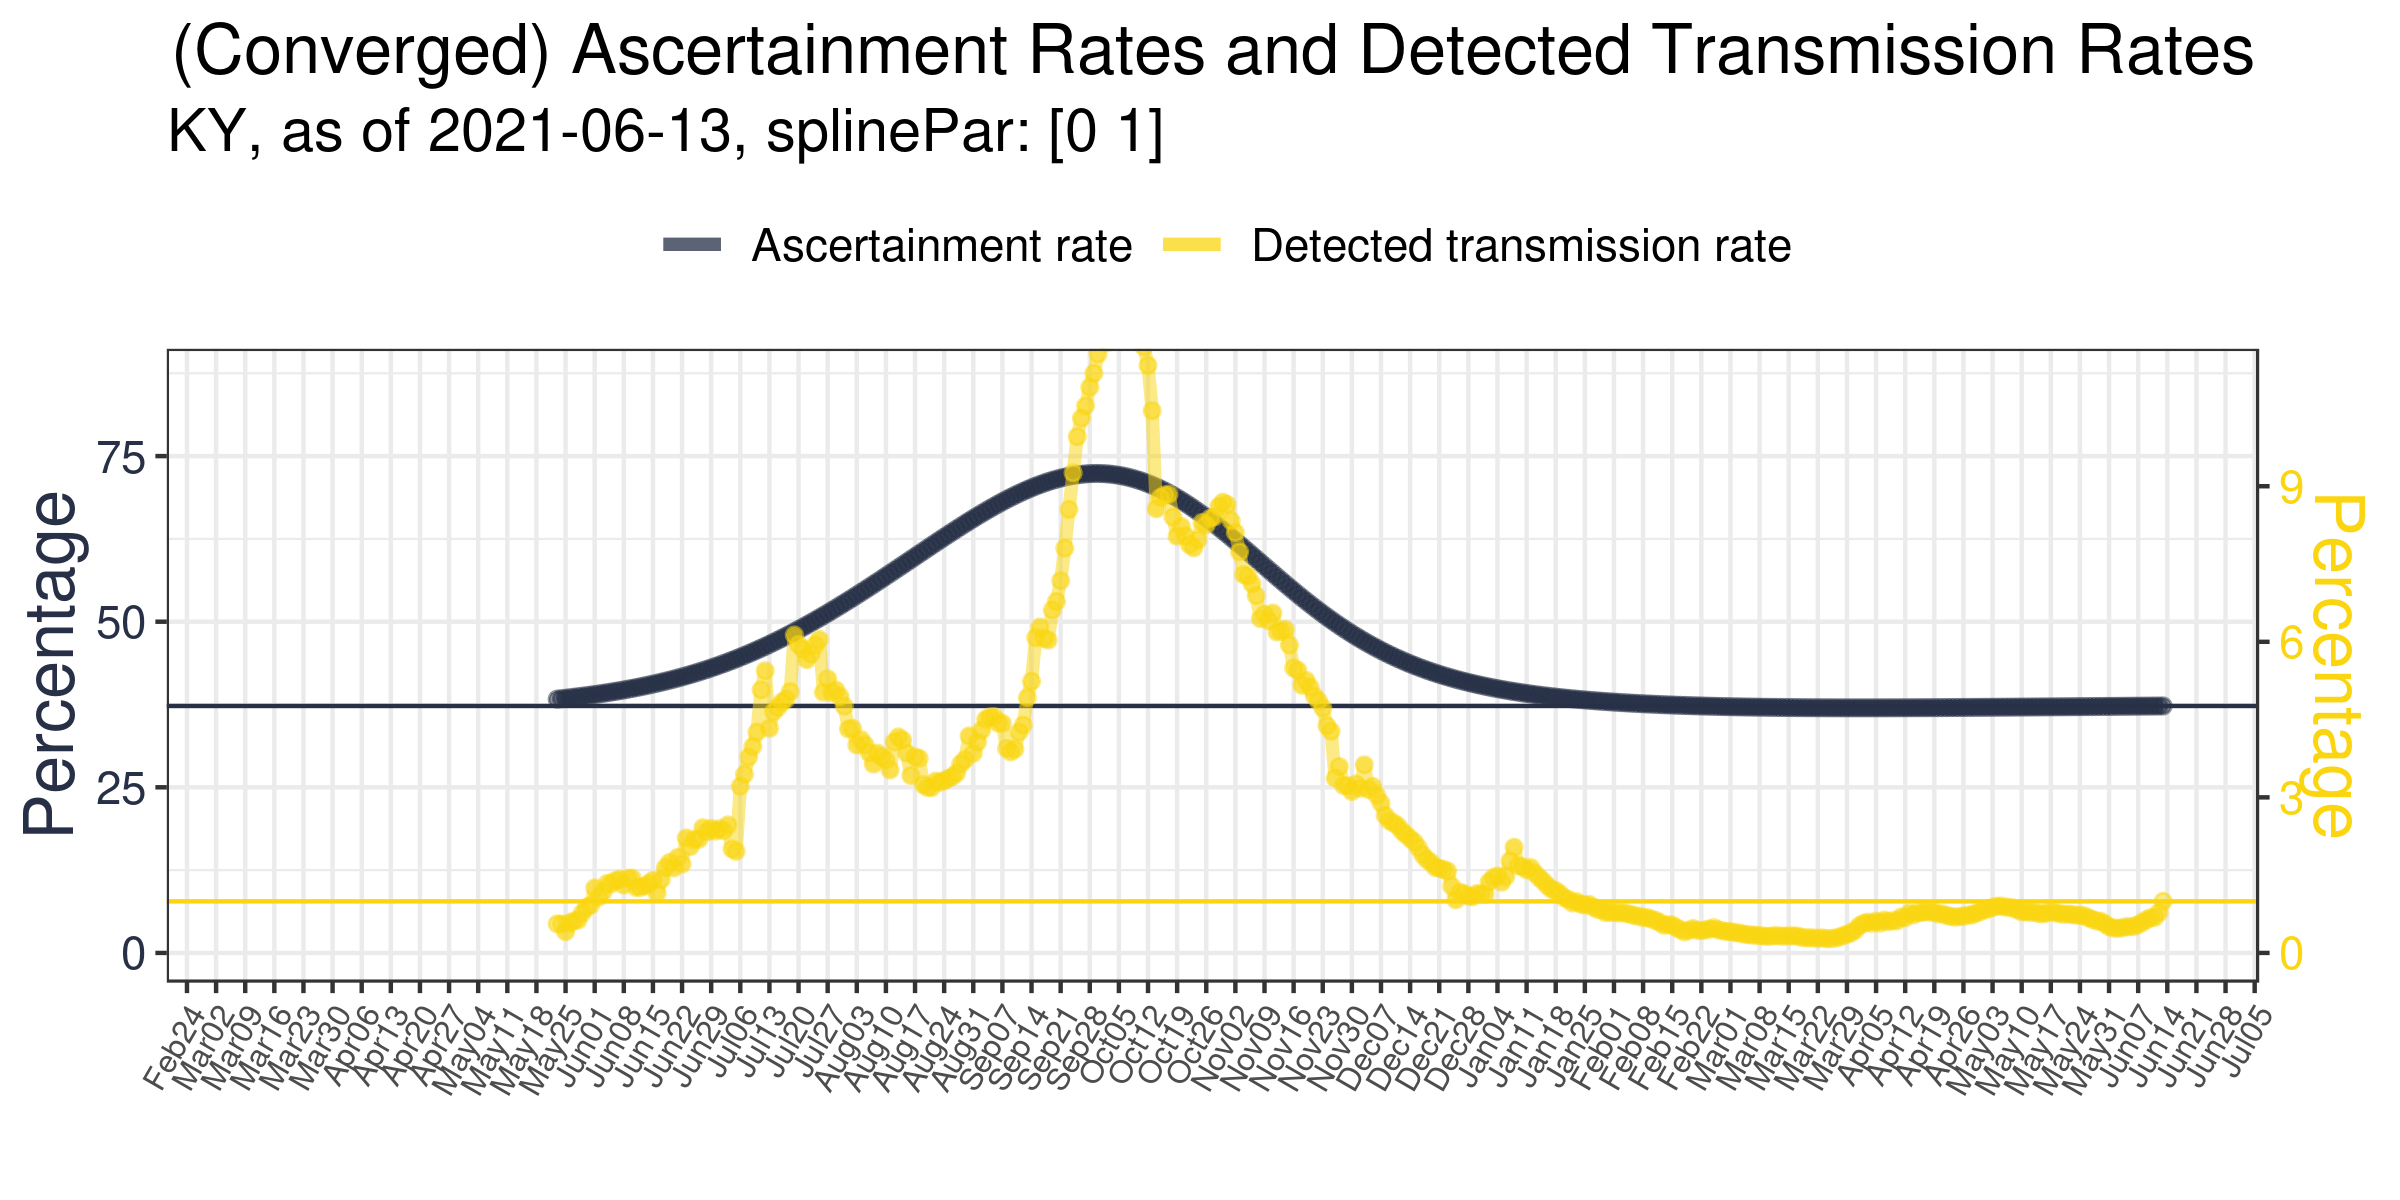 (Converged) Ascertainment Rates and Detected Transmission Rates
KY, as of 2021-06-13, splinePar: [0 1]
Ascertainment rate
Detected transmission rate
Percentage
75
50
25
0
9
6
3
0
Percentage
Feb24
Mar02
Mar09
Mar16
Mar23
Mar30
Apr06
Apr13
Apr20
Apr27
May04
May11
May18
May25
Jun01
Jun08
Jun15
Jun22
Jun29
Jul06
Jul13
Jul20
Jul27
Aug03
Aug10
Aug17
Aug24
Aug31
Sep07
Sep14
Sep21
Sep28
Oct05
Oct12
Oct19
Oct26
Nov02
Nov09
Nov16
Nov23
Nov30
Dec07
Dec14
Dec21
Dec28
Jan04
Jan11
Jan18
Jan25
Feb01
Feb08
Feb15
Feb22
Mar01
Mar08
Mar15
Mar22
Mar29
Apr05
Apr12
Apr19
Apr26
May03
May10
May17
May24
May31
Jun07
Jun14
Jun21
Jun28
Jul05